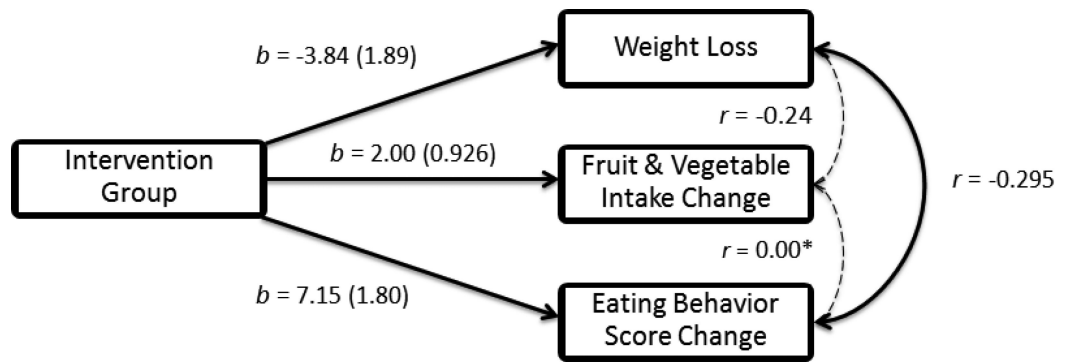 Weight Loss
b = -3.84 (1.89)
r = -0.24
Intervention
Group
b = 2.00 (0.926)
Fruit & Vegetable
Intake Change
r = -0.295
r = 0.00*
b = 7.15 (1.80)
Eating Behavior
Score Change